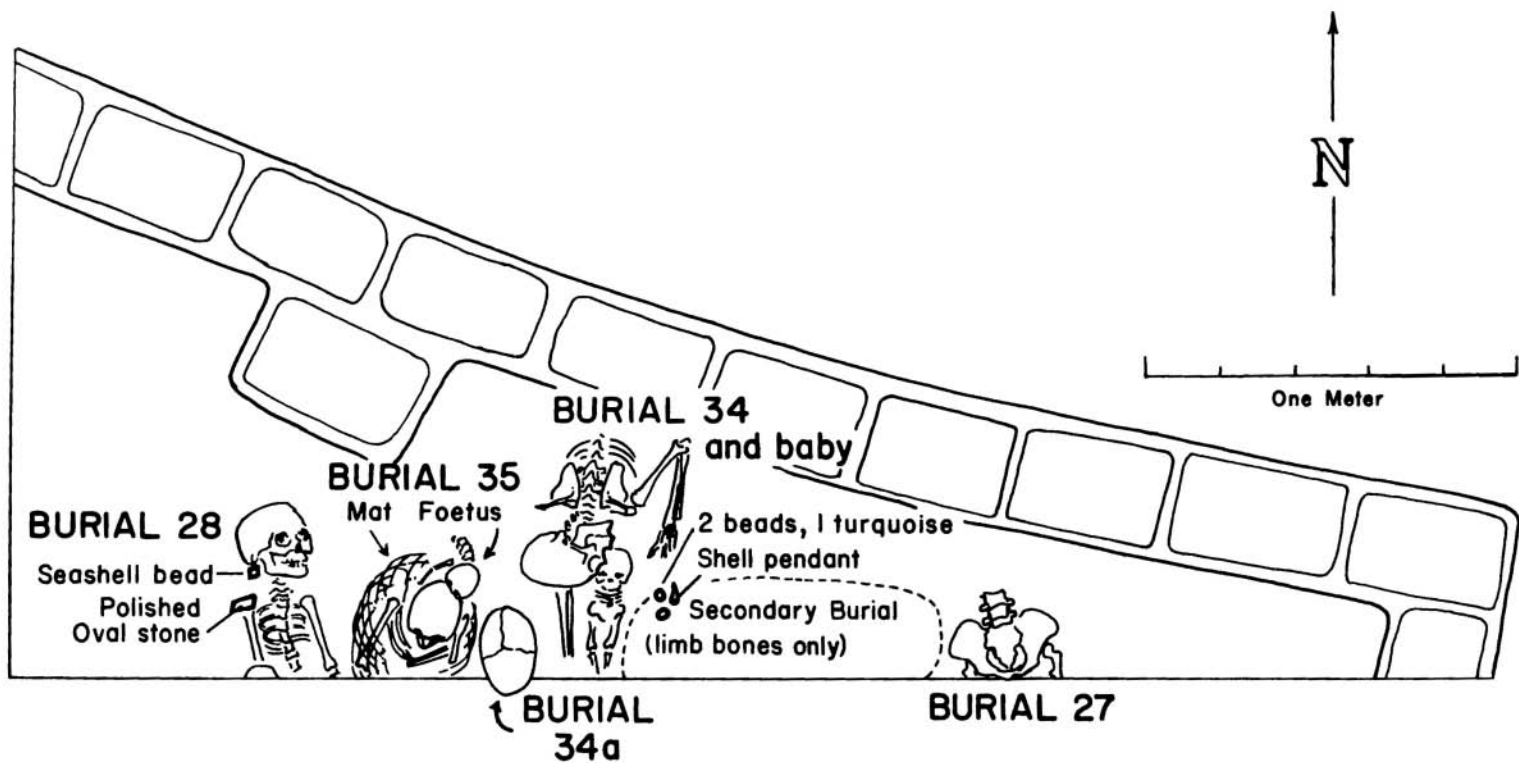 N
One Meter
BURIAL 34
and baby
BURIAL 35
Mat Foetus
BURIAL 28
Seashell bead
Polished
Oval stone
2 beads, 1 turquoise
Shell pendant
Secondary Burial
(limb bones only)
BURIAL
34a
BURIAL 27